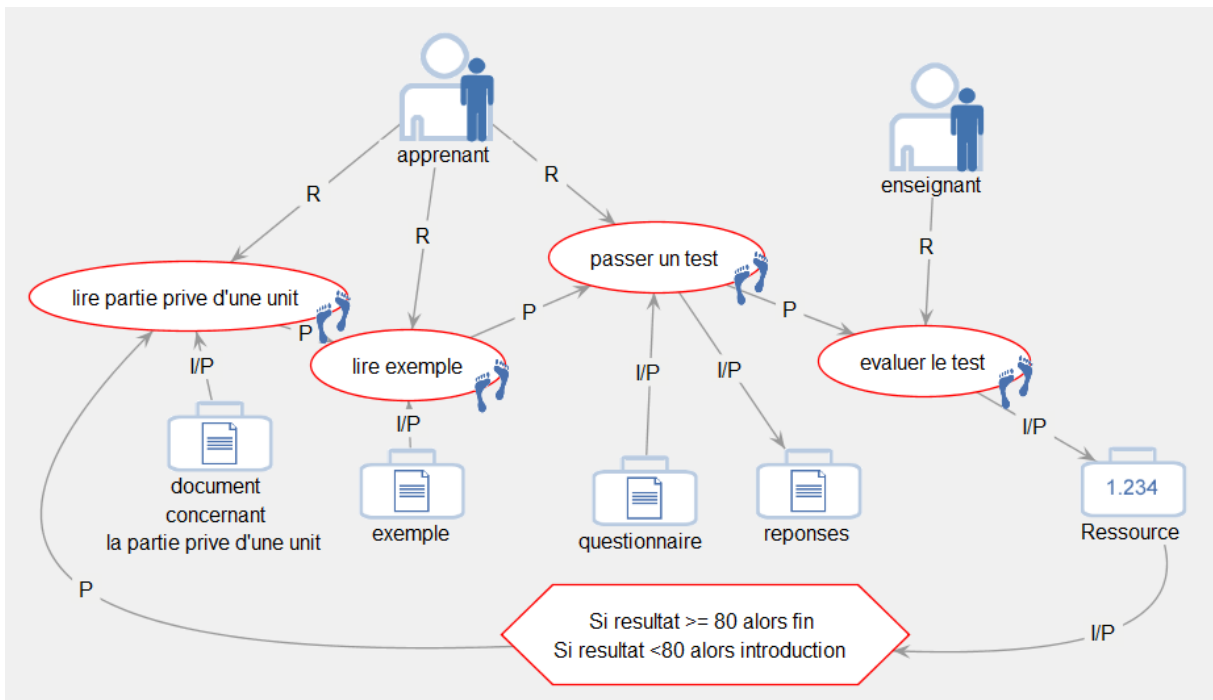 apprenant
enseignant
R
R
R
R
passer un test
lire partie prive d'une unit
P
P
P
lire exemple
evaluer le test
I/P
I/P
I/P
I/P
I/P
1.234
document
concernant
la partie prive d'une unit
exemple
questionnaire
reponses
Ressource
P
Si resultat >= 80 alors fin
Si resultat <80 alors introduction
I/P